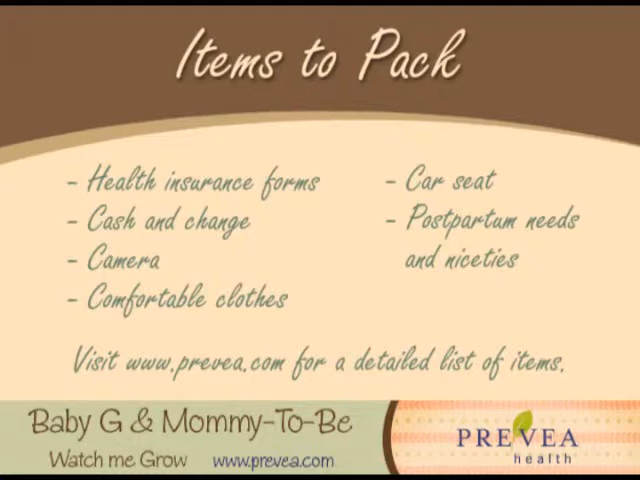 Items to Pack
- Health insurance forms
- Cash and change
- Camera
- Comfortable clothes
- Car seat
- Postpartum needs
and niceties
Visit www.prevea.com for a detailed list of items.
Baby G & Mommy-To-Be
Watch me Grow www.prevea.com
PREVEA
health